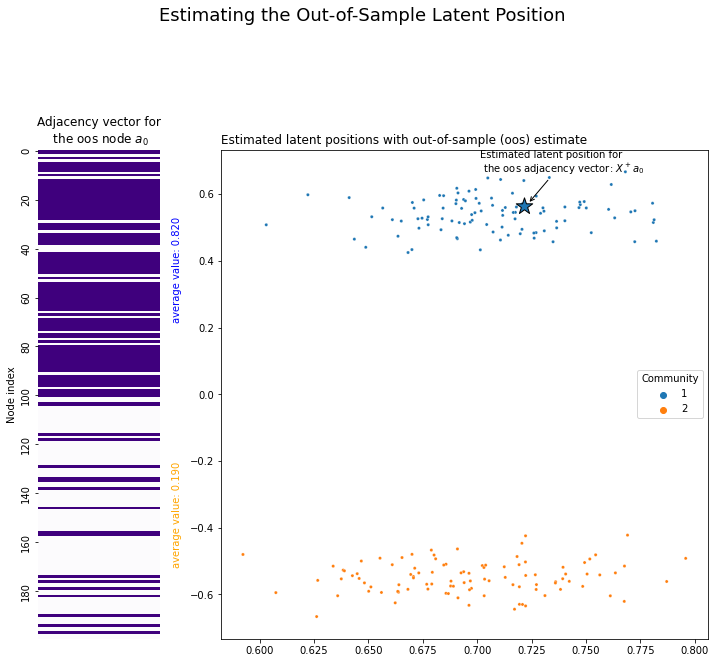 Estimating the Out-of-Sample Latent Position
Adjacency vector for
the oos node a₀
Node index
0
20
40
60
80
100
120
140
160
180
average value: 0.820
average value: 0.190
Estimated latent positions with out-of-sample (oos) estimate
Estimated latent position for
the oos adjacency vector: X⁺a₀
0.6
0.4
0.2
0.0
−0.2
−0.4
−0.6
Community
1
2
0.600 0.625 0.650 0.675 0.700 0.725 0.750 0.775 0.800